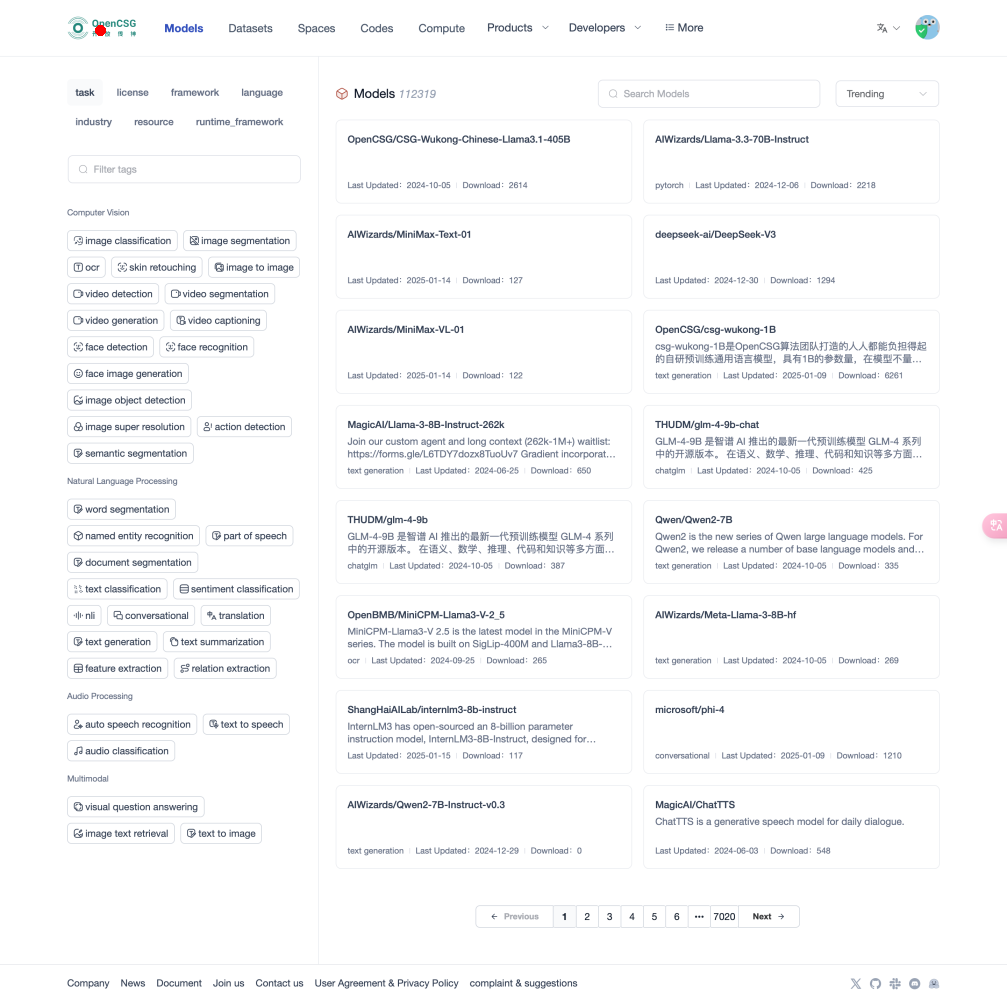 OpenCSG
Models
Datasets
Spaces
Codes
Compute
Products
Developers
More
task
license
framework
language
industry
resource
runtime_framework
Filter tags
Computer Vision
image classification
image segmentation
ocr
skin retouching
image to image
video detection
video segmentation
video generation
video captioning
face detection
face recognition
face image generation
image object detection
image super resolution
action detection
semantic segmentation
Natural Language Processing
word segmentation
named entity recognition
part of speech
document segmentation
text classification
sentiment classification
nli
conversational
translation
text generation
text summarization
feature extraction
relation extraction
Audio Processing
auto speech recognition
text to speech
audio classification
Multimodal
visual question answering
image text retrieval
text to image
Models 112319
Search Models
Trending
OpenCSG/CSG-Wukong-Chinese-Llama3.1-405B
Last Updated：2024-10-05 Download：2614
AIWizards/Llama-3.3-70B-Instruct
pytorch Last Updated：2024-12-06 Download：2218
AIWizards/MiniMax-Text-01
Last Updated：2025-01-14 Download：127
deepseek-ai/DeepSeek-V3
Last Updated：2024-12-30 Download：1294
AIWizards/MiniMax-VL-01
Last Updated：2025-01-14 Download：122
OpenCSG/csg-wukong-1B
csg-wukong-1B是OpenCSG算法团队打造的人人都能负担得起
的自研预训练通用语言模型，具有1B的参数量，在模型不量...
text generation Last Updated：2025-01-09 Download：6261
MagicAI/Llama-3-8B-Instruct-262k
Join our custom agent and long context (262k-1M+) waitlist:
https://forms.gle/L6TDY7dozx8TuoUv7 Gradient incorporat...
text generation Last Updated：2024-06-25 Download：650
THUDM/glm-4-9b-chat
GLM-4-9B 是智谱 AI 推出的最新一代预训练模型 GLM-4 系列
中的开源版本。 在语义、数学、推理、代码和知识等多方面...
chatglm Last Updated：2024-10-05 Download：425
THUDM/glm-4-9b
GLM-4-9B 是智谱 AI 推出的最新一代预训练模型 GLM-4 系列
中的开源版本。 在语义、数学、推理、代码和知识等多方面...
chatglm Last Updated：2024-10-05 Download：387
Qwen/Qwen2-7B
Qwen2 is the new series of Qwen large language models. For
Qwen2, we release a number of base language models and...
text generation Last Updated：2024-10-05 Download：335
OpenBMB/MiniCPM-Llama3-V-2_5
MiniCPM-Llama3-V 2.5 is the latest model in the MiniCPM-V
series. The model is built on SigLip-400M and Llama3-8B-...
ocr Last Updated：2024-09-25 Download：265
AIWizards/Meta-Llama-3-8B-hf
text generation Last Updated：2024-10-05 Download：269
ShangHaiAILab/internlm3-8b-instruct
InternLM3 has open-sourced an 8-billion parameter
instruction model, InternLM3-8B-Instruct, designed for...
Last Updated：2025-01-15 Download：117
microsoft/phi-4
conversational Last Updated：2025-01-09 Download：1210
AIWizards/Qwen2-7B-Instruct-v0.3
text generation Last Updated：2024-12-29 Download：0
MagicAI/ChatTTS
ChatTTS is a generative speech model for daily dialogue.
Last Updated：2024-06-03 Download：548
Previous 1 2 3 4 5 6 ••• 7020 Next
Company News Document Join us Contact us User Agreement & Privacy Policy complaint & suggestions